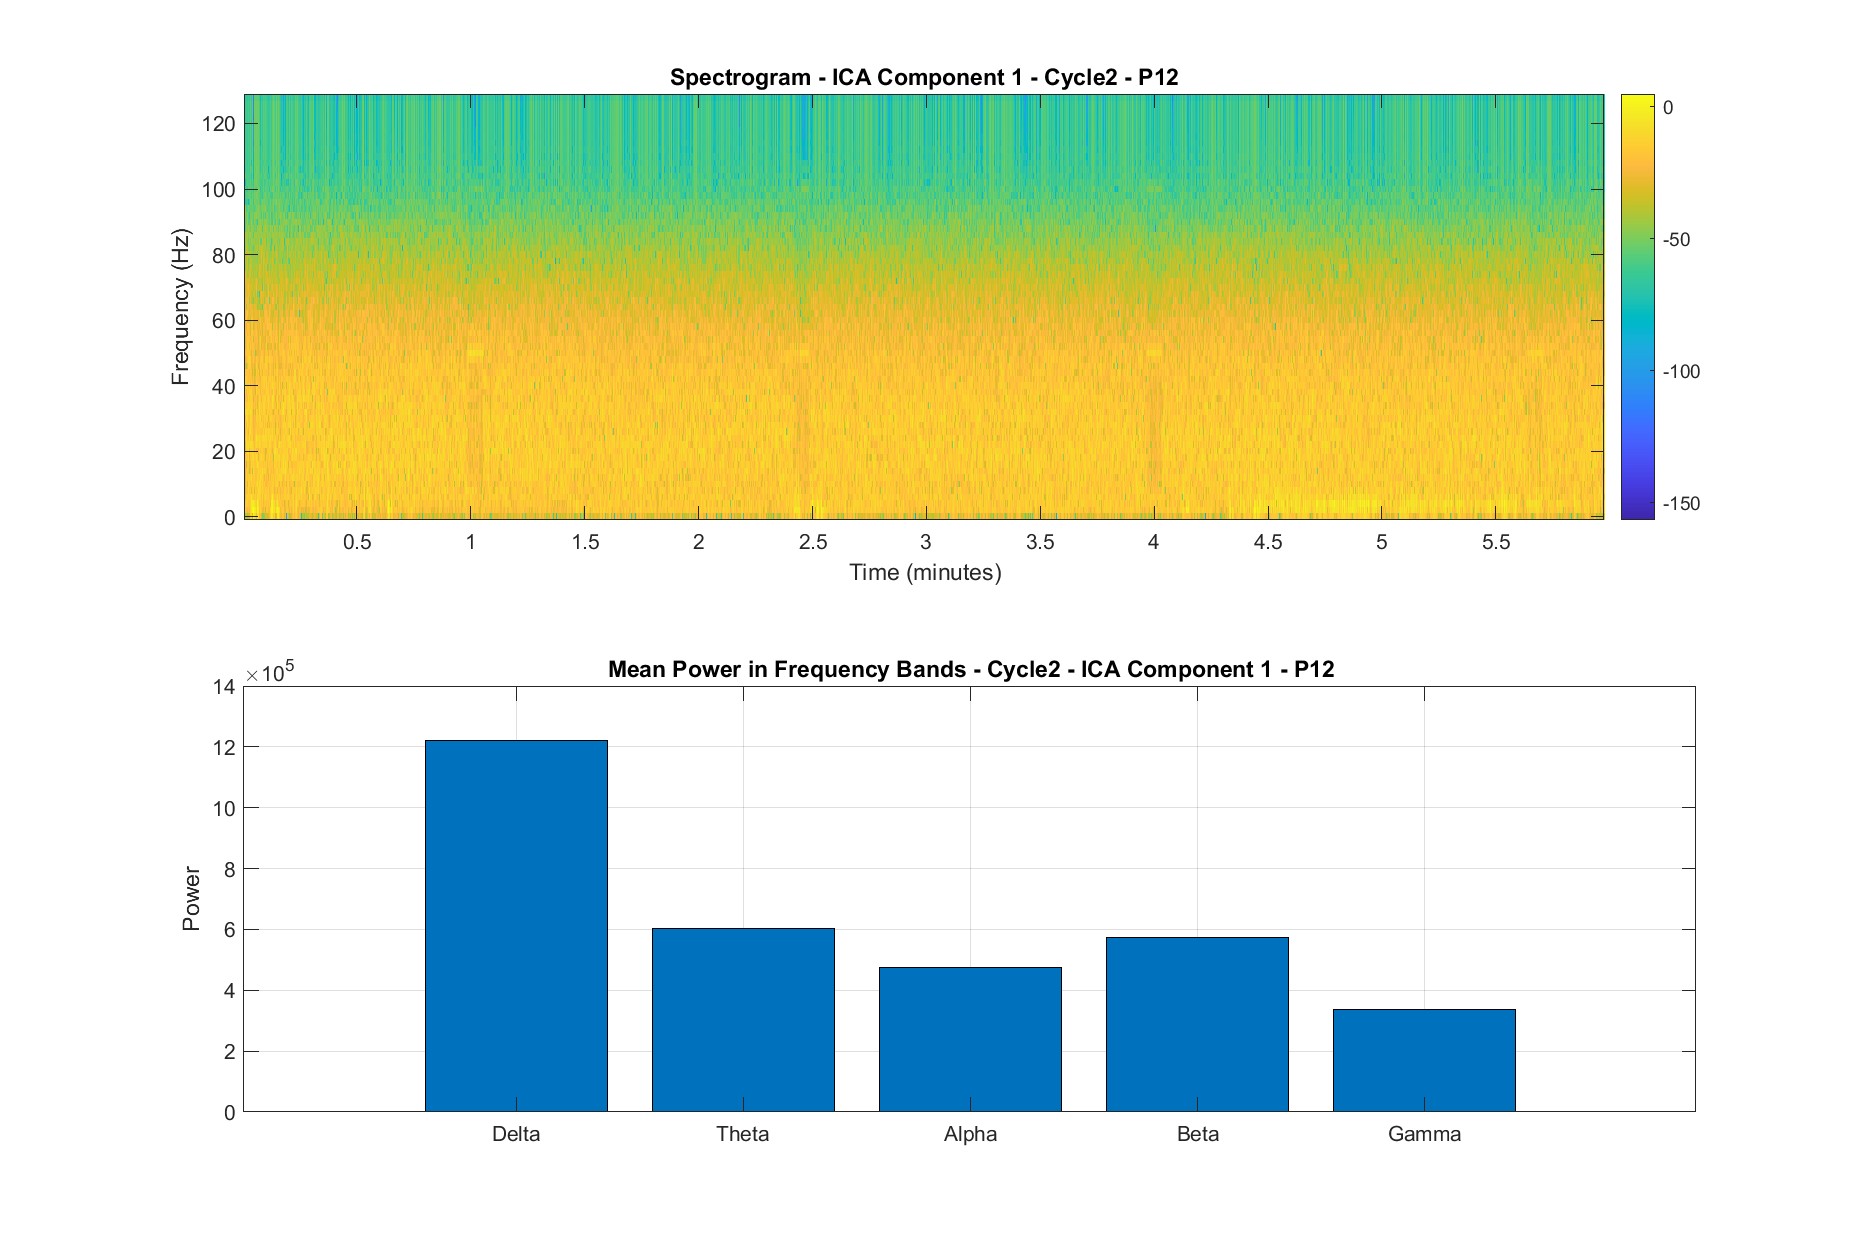 Spectrogram - ICA Component 1 - Cycle2 - P12
Frequency (Hz)
120
100
80
60
40
20
0
0.5 1 1.5 2 2.5 3 3.5 4 4.5 5 5.5
Time (minutes)
0
-50
-100
-150
Mean Power in Frequency Bands - Cycle2 - ICA Component 1 - P12
×10⁵
Power
14
12
10
8
6
4
2
0
Delta Theta Alpha Beta Gamma